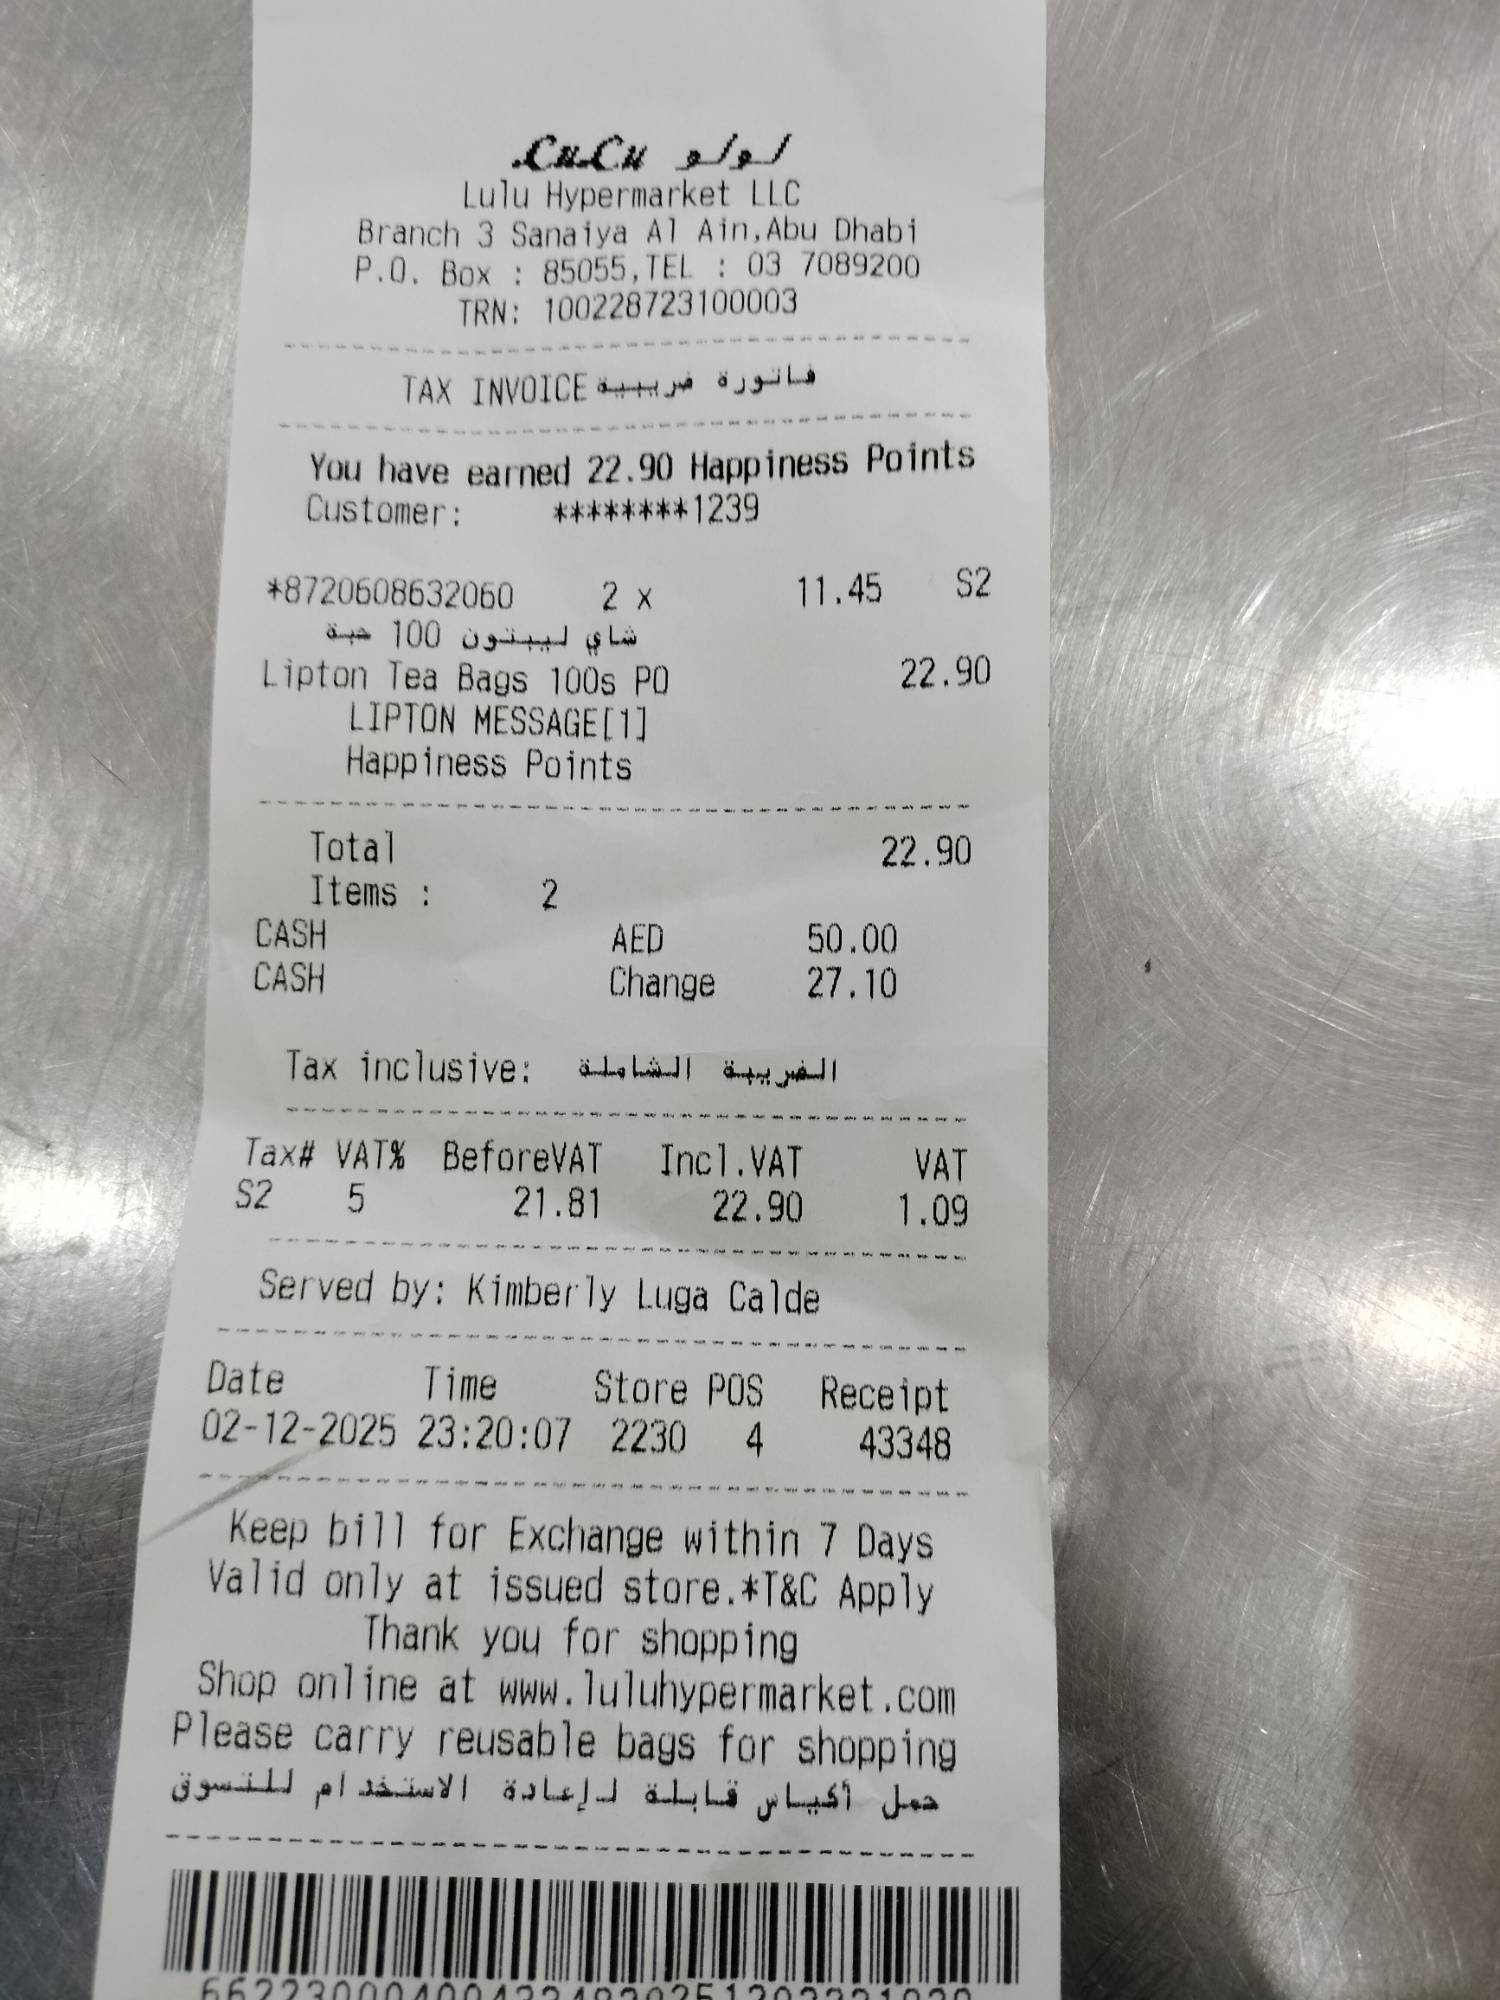 LuLu لولو
Lulu Hypermarket LLC
Branch 3 Sanaiya Al Ain,Abu Dhabi
P.O. Box : 85055,TEL : 03 7089200
TRN: 100228723100003
TAX INVOICE فاتورة ضريبية
You have earned 22.90 Happiness Points
Customer: ********1239
*8720608632060 2 x 11.45 S2
شاي ليبتون 100 حبة
Lipton Tea Bags 100s PO 22.90
LIPTON MESSAGE[1]
Happiness Points
Total 22.90
Items : 2
CASH AED 50.00
CASH Change 27.10
Tax inclusive: الضريبة الشاملة
Tax# VAT% BeforeVAT Incl.VAT VAT
S2 5 21.81 22.90 1.09
Served by: Kimberly Luga Calde
Date Time Store POS Receipt
02-12-2025 23:20:07 2230 4 43348
Keep bill for Exchange within 7 Days
Valid only at issued store.*T&C Apply
Thank you for shopping
Shop online at www.luluhypermarket.com
Please carry reusable bags for shopping
حمل أكياس قابلة لإعادة الاستخدام للتسوق